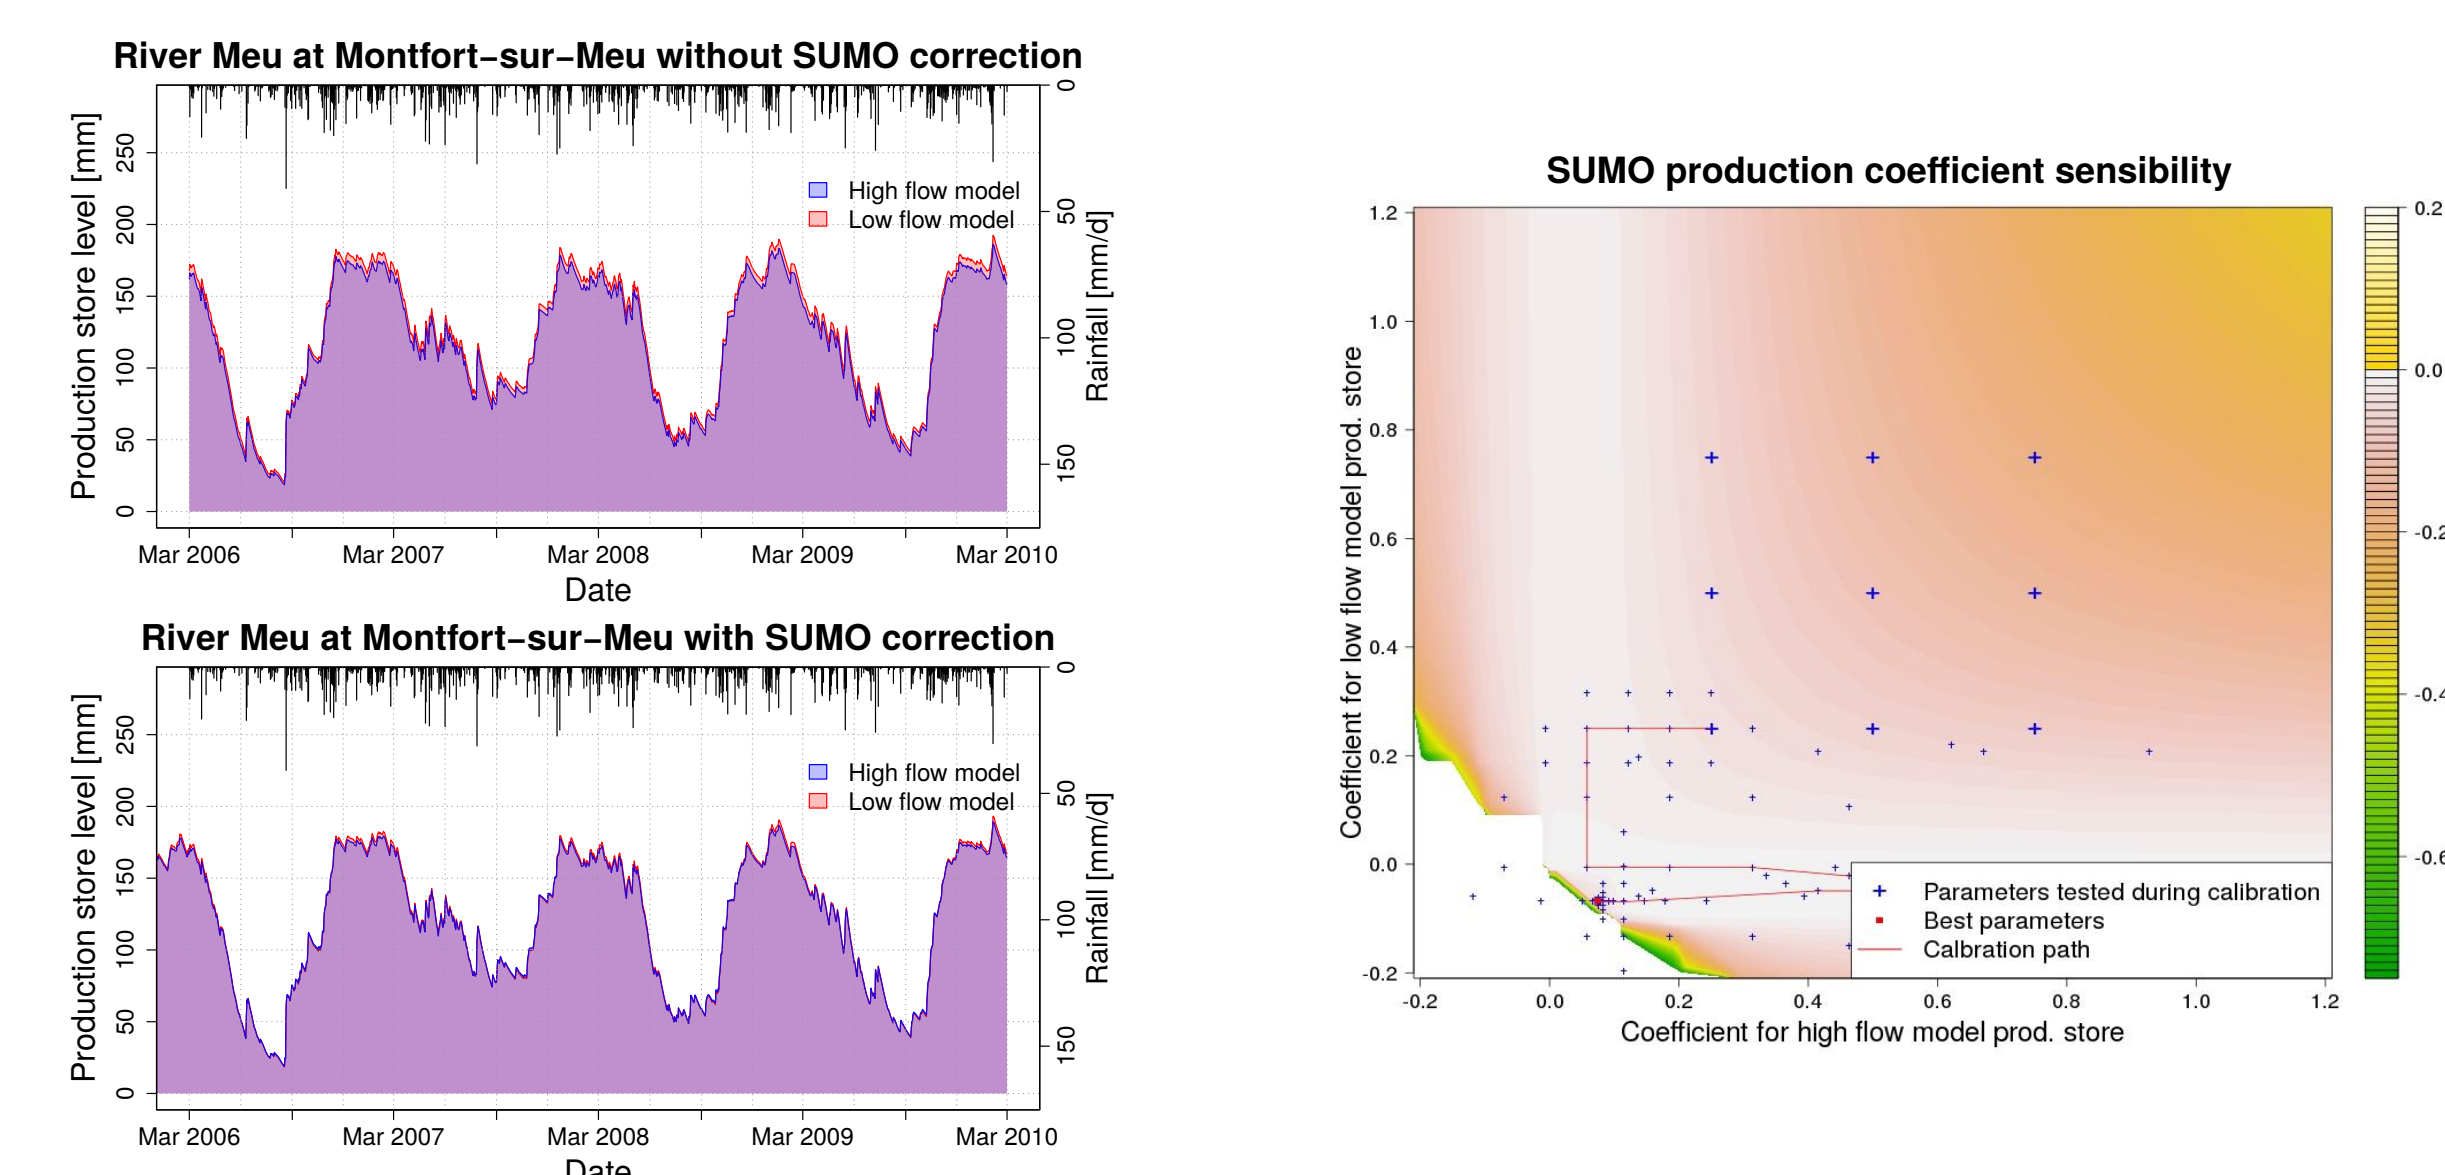 River Meu at Montfort−sur−Meu without SUMO correction
Production store level [mm]
0 50 100 150 200 250
High flow model
Low flow model
0 50 100 150
Rainfall [mm/d]
Mar 2006 Mar 2007 Mar 2008 Mar 2009 Mar 2010
Date
River Meu at Montfort−sur−Meu with SUMO correction
Production store level [mm]
0 50 100 150 200 250
High flow model
Low flow model
0 50 100 150
Rainfall [mm/d]
Mar 2006 Mar 2007 Mar 2008 Mar 2009 Mar 2010
Date
SUMO production coefficient sensibility
Coefficient for low flow model prod. store
1.2
1.0
0.8
0.6
0.4
0.2
0.0
-0.2
Parameters tested during calibration
Best parameters
Calbration path
-0.2 0.0 0.2 0.4 0.6 0.8 1.0 1.2
Coefficient for high flow model prod. store
0.2
0.0
-0.2
-0.4
-0.6